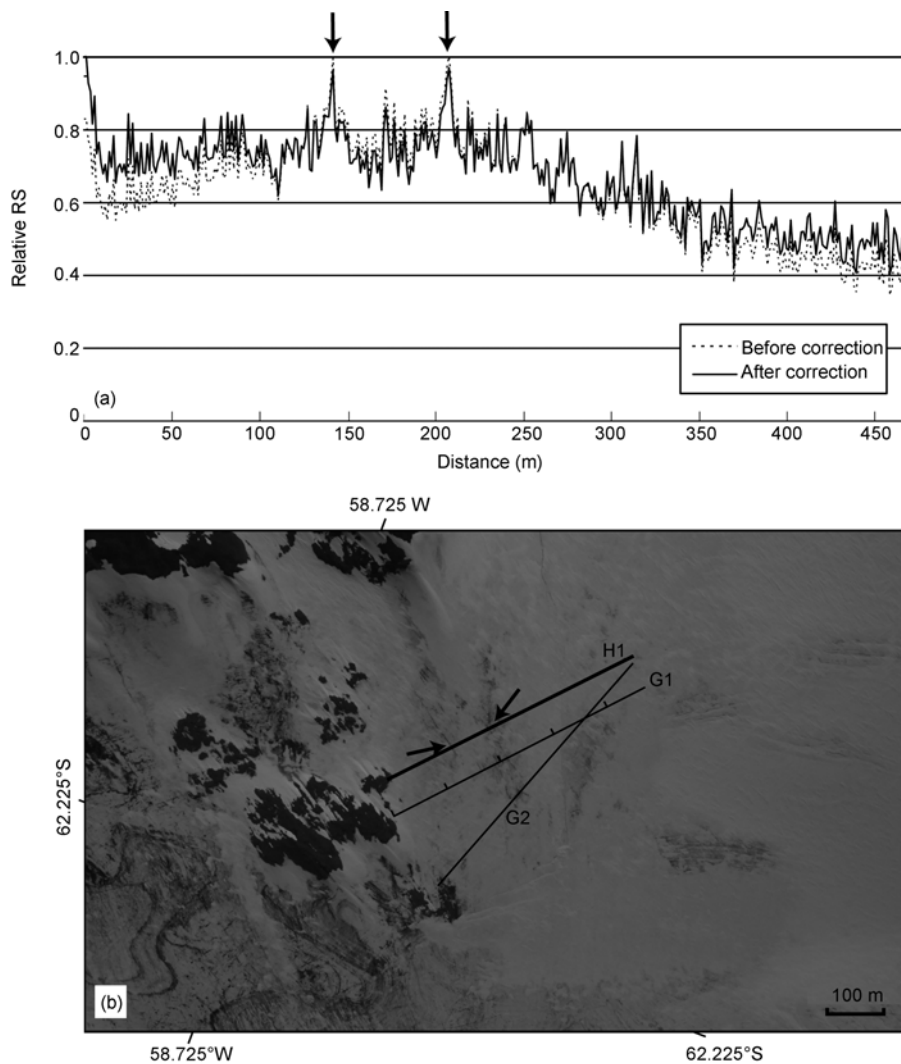 1.0
0.8
0.6
0.4
0.2
0
Relative RS
Before correction
After correction
(a)
0 50 100 150 200 250 300 350 400 450
Distance (m)
58.725 W
H1
G1
G2
62.225°S
(b)
100 m
58.725°W 62.225°S